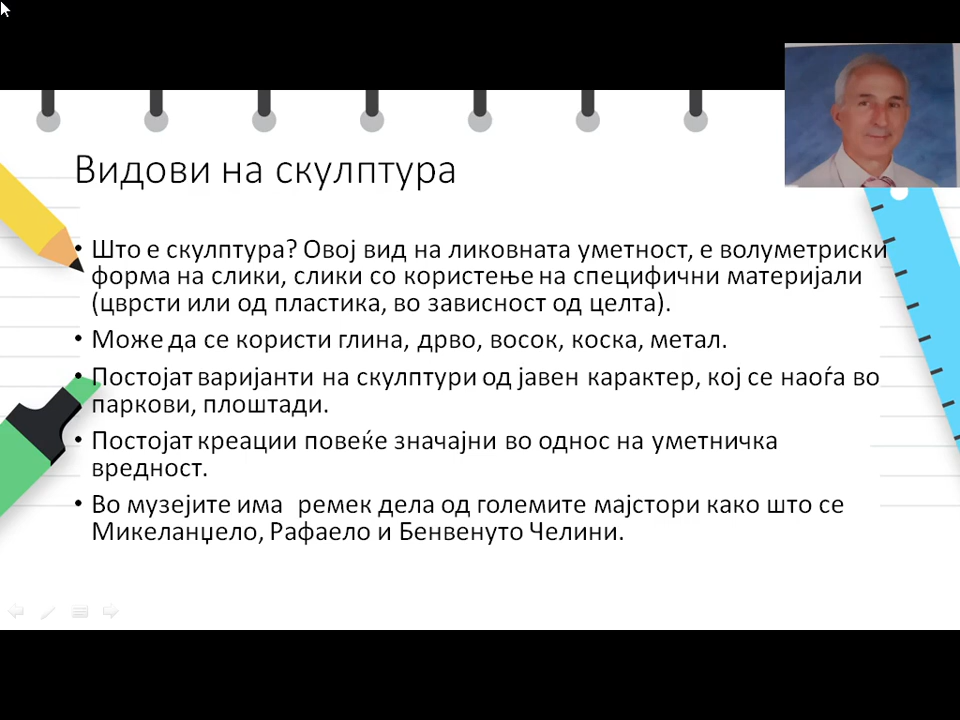 Видови на скулптура
• Што е скулптура? Овој вид на ликовната уметност, е волуметриски
форма на слики, слики со користење на специфични материјали
(цврсти или од пластика, во зависност од целта).
• Може да се користи глина, дрво, восок, коска, метал.
• Постојат варијанти на скулптури од јавен карактер, кој се наоѓа во
паркови, плоштади.
• Постојат креации повеќе значајни во однос на уметничка
вредност.
• Во музејите има  ремек дела од големите мајстори како што се
Микеланџело, Рафаело и Бенвенуто Челини.